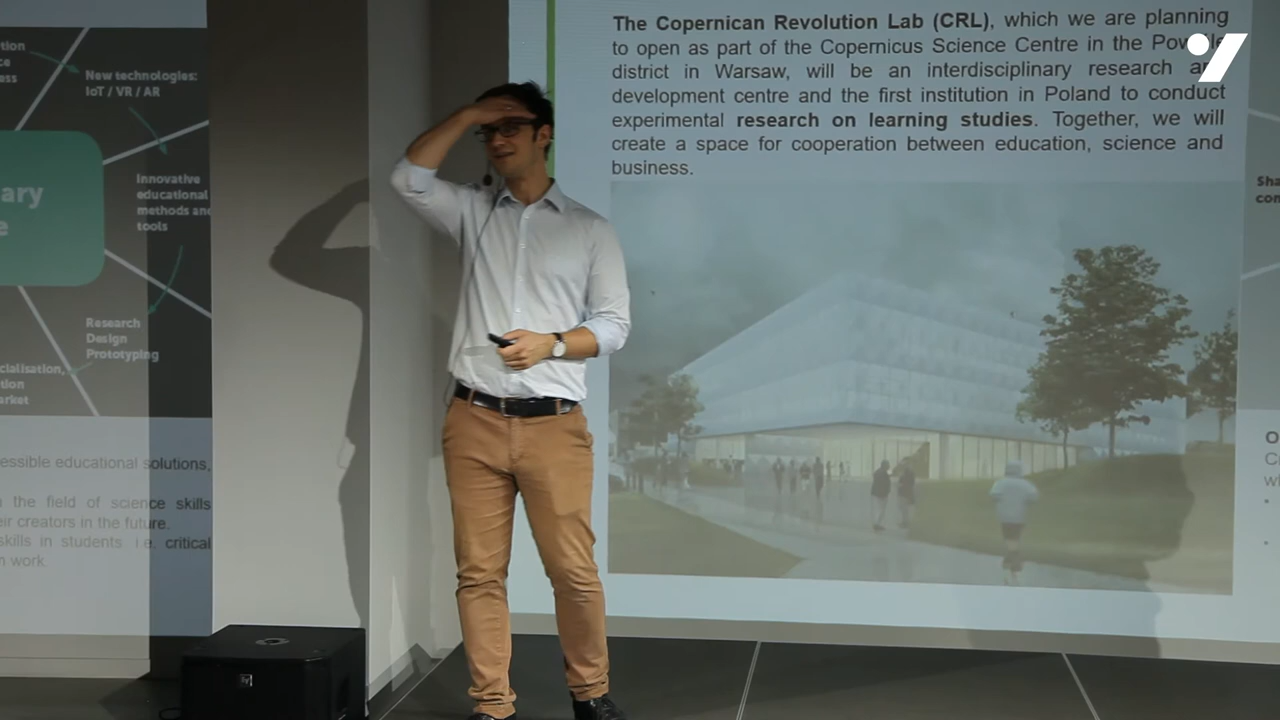 New technologies:
IoT / VR / AR
Innovative
educational
methods and
tools
Research
Design
Prototyping
essible educational solutions,
the field of science skills
eir creators in the future.
skills in students i.e. critical
work.
The Copernican Revolution Lab (CRL), which we are planning
to open as part of the Copernicus Science Centre in the
district in Warsaw, will be an interdisciplinary research
development centre and the first institution in Poland to conduct
experimental research on learning studies. Together, we will
create a space for cooperation between education, science and
business.